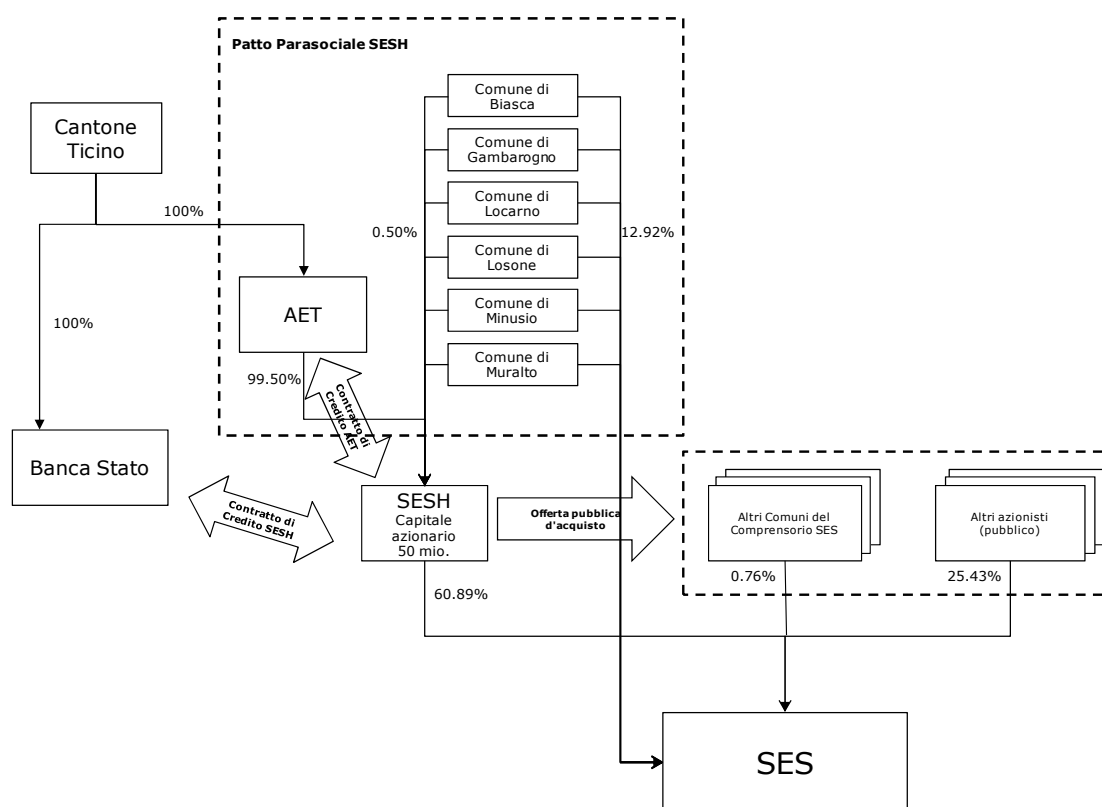 Patto Parasociale SESH
Comune di
Biasca
Cantone
Ticino
Comune di
Gambarogno
Comune di
Locarno
100%
0.50%
12.92%
Comune di
Losone
AET
Comune di
Minusio
100%
Comune di
Muralto
99.50%
Contratto di
Credito AET
Banca Stato
Contratto di
Credito SESH
SESH
Capitale
azionario
50 mio.
Offerta pubblica
d'acquisto
Altri Comuni del
Comprensorio SES
Altri azionisti
(pubblico)
0.76%
25.43%
60.89%
SES